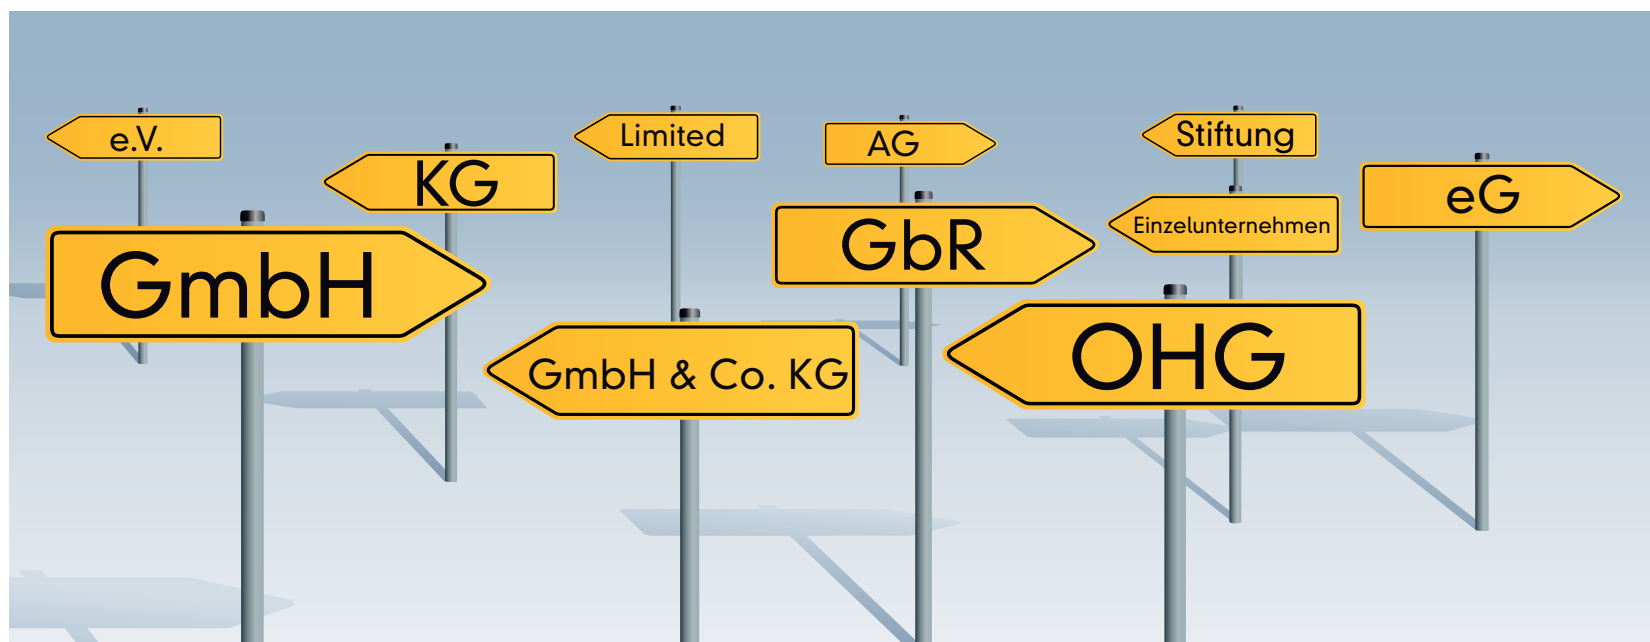 e.V.
KG
Limited
AG
Stiftung
eG
GmbH
GbR
Einzelunternehmen
GmbH & Co. KG
OHG